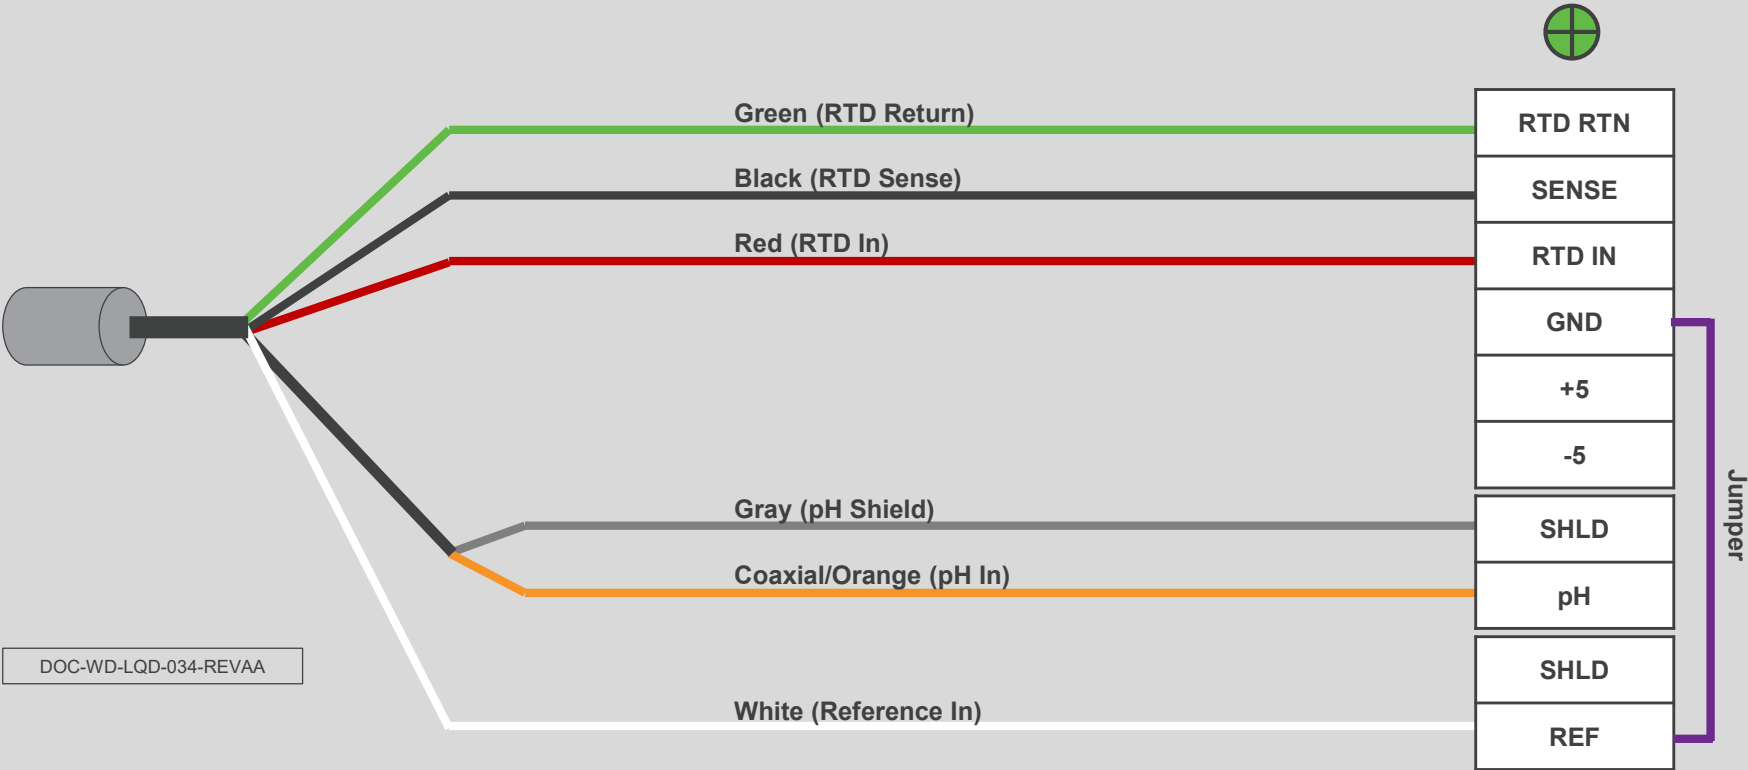 Green (RTD Return)
RTD RTN
Black (RTD Sense)
SENSE
Red (RTD In)
RTD IN
GND
+5
-5
Gray (pH Shield)
SHLD
Jumper
Coaxial/Orange (pH In)
pH
DOC-WD-LQD-034-REVAA
SHLD
White (Reference In)
REF